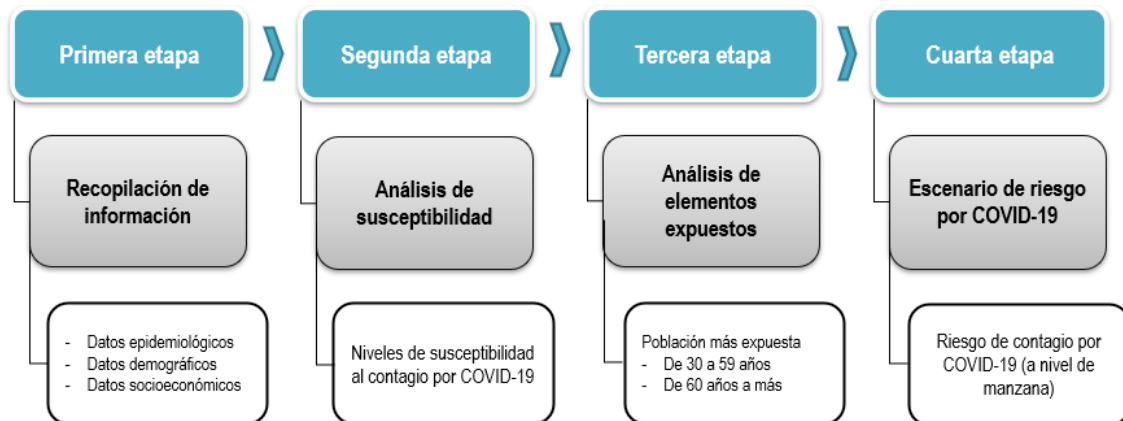 Primera etapa
Segunda etapa
Tercera etapa
Cuarta etapa
Recopilación de
información
Análisis de
susceptibilidad
Análisis de
elementos
expuestos
Escenario de riesgo
por COVID-19
- Datos epidemiológicos
- Datos demográficos
- Datos socioeconómicos
Niveles de susceptibilidad
al contagio por COVID-19
Población más expuesta
- De 30 a 59 años
- De 60 años a más
Riesgo de contagio por
COVID-19 (a nivel de
manzana)